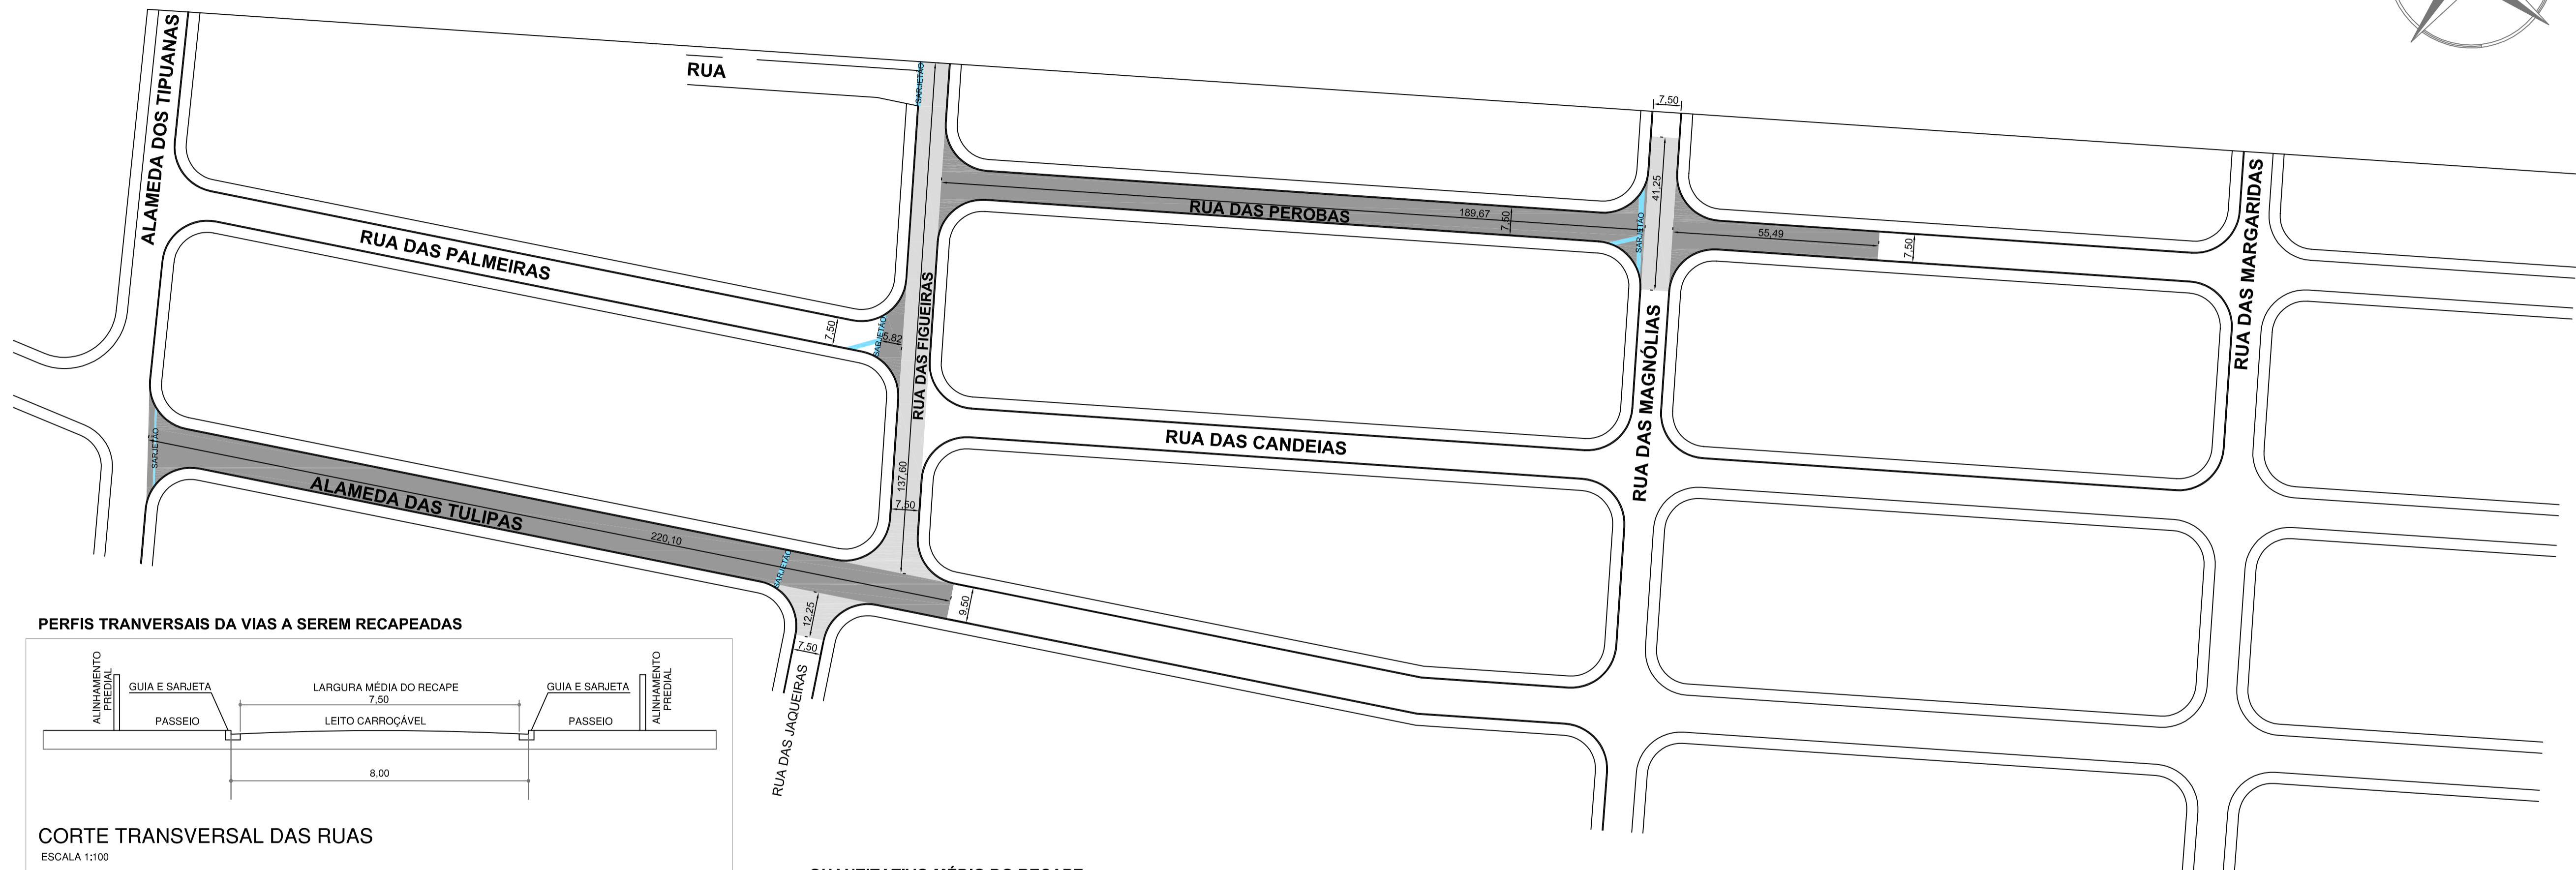 ALAMEDA DOS TIPUANAS
RUA
SARJETÃO
7,50
41,25
RUA DAS PEROBAS
189,67
7,50
SARJETÃO
55,49
7,50
RUA DAS MARGARIDAS
RUA DAS PALMEIRAS
7,50
SARJETÃO
5,82
RUA DAS FIGUEIRAS
RUA DAS MAGNÓLIAS
RUA DAS CANDEIAS
SARJETÃO
137,60
7,50
ALAMEDA DAS TULIPAS
220,10
SARJETÃO
9,50
12,25
7,50
RUA DAS JAQUEIRAS
PERFIS TRANVERSAIS DA VIAS A SEREM RECAPEADAS
ALINHAMENTO
PREDIAL
GUIA E SARJETA
LARGURA MÉDIA DO RECAPE
7,50
GUIA E SARJETA
ALINHAMENTO
PREDIAL
PASSEIO
LEITO CARROÇÁVEL
PASSEIO
8,00
CORTE TRANSVERSAL DAS RUAS
ESCALA 1:100